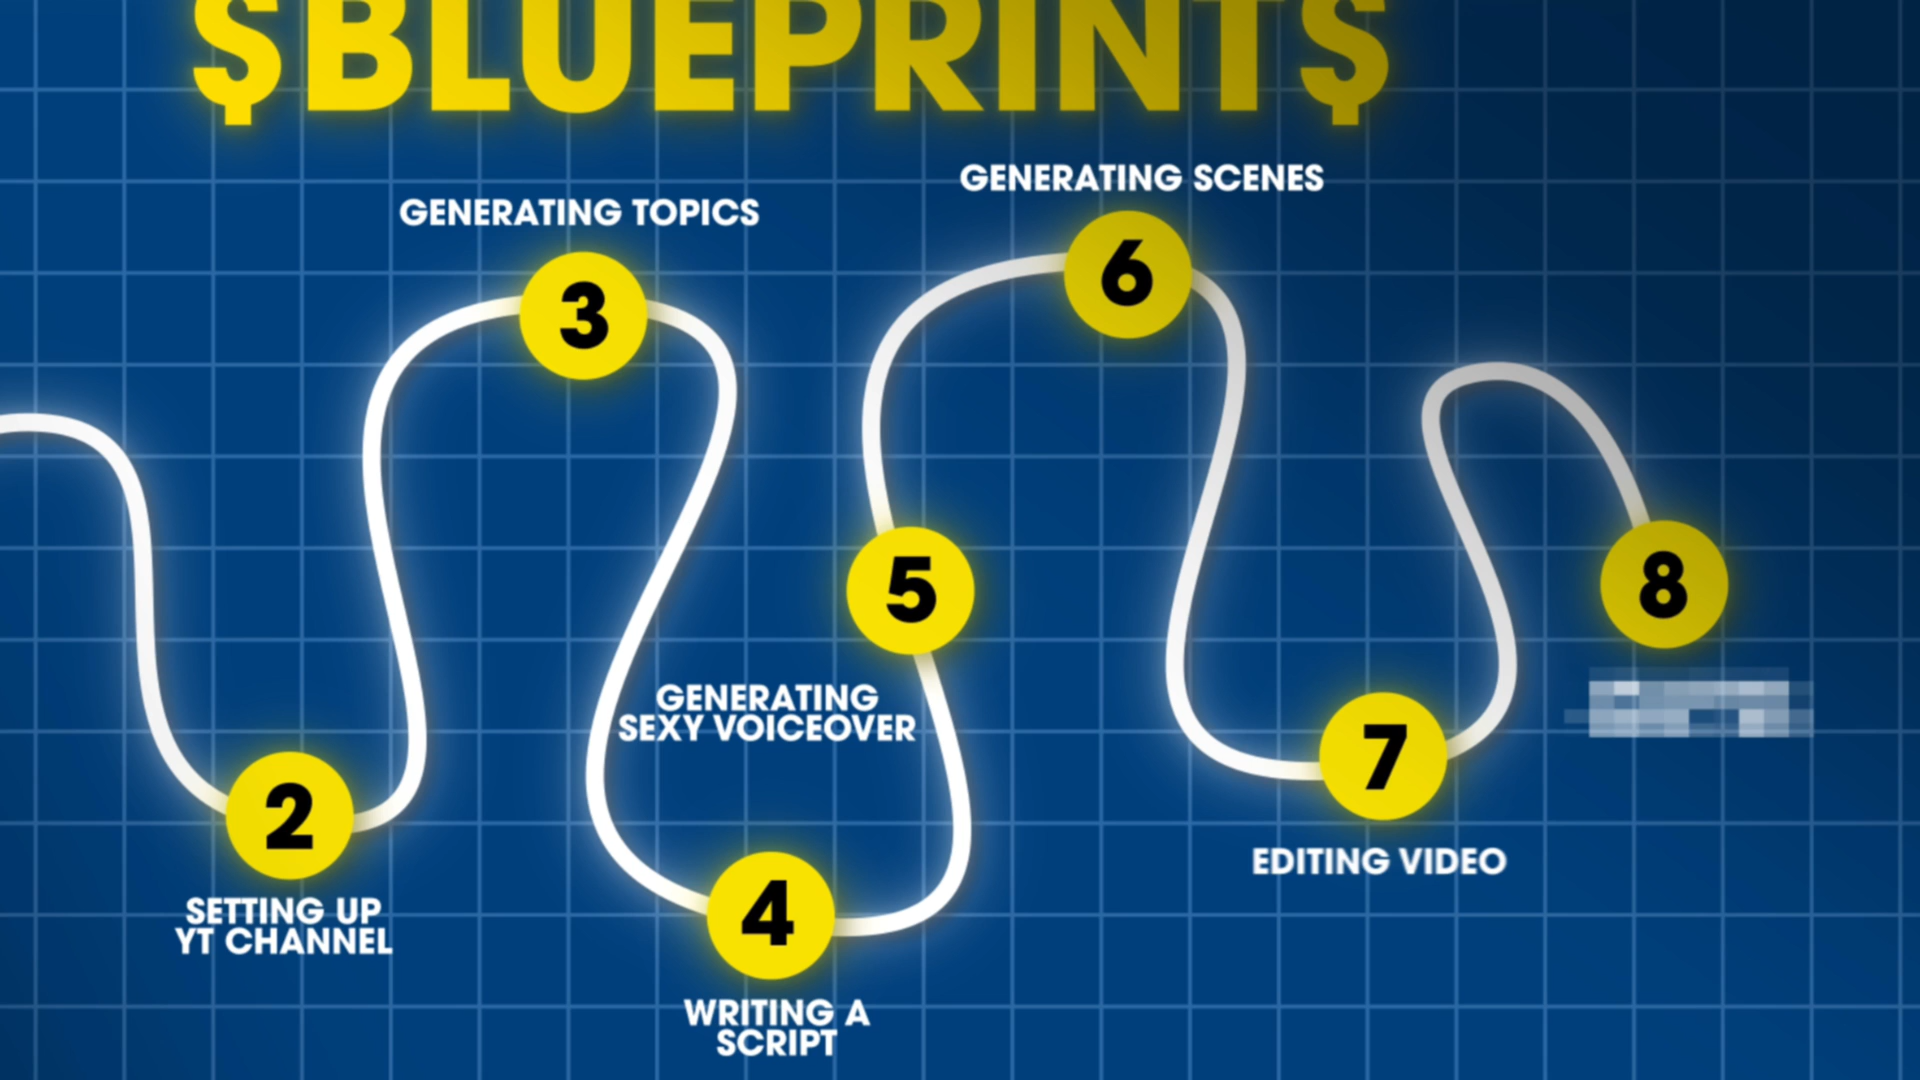 $BLUEPRINT$
GENERATING SCENES
GENERATING TOPICS
6
3
5
8
GENERATING
SEXY VOICEOVER
7
2
EDITING VIDEO
4
SETTING UP
YT CHANNEL
WRITING A
SCRIPT